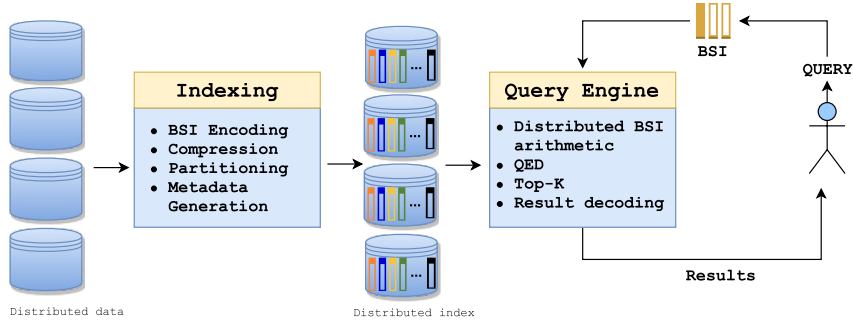 Indexing
• BSI Encoding
• Compression
• Partitioning
• Metadata
Generation
Distributed data
...
...
...
...
Distributed index
Query Engine
• Distributed BSI
arithmetic
• QED
• Top-K
• Result decoding
BSI
QUERY
Results